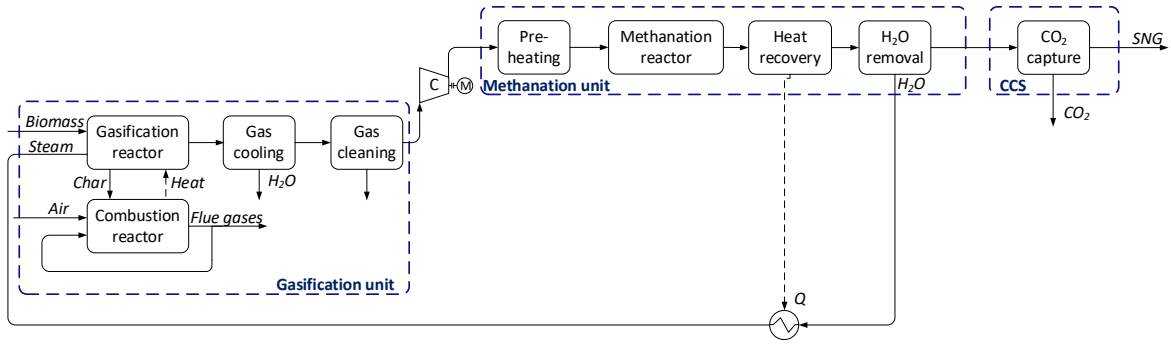 Pre-
heating
Methanation
reactor
Heat
recovery
H₂O
removal
H₂O
Methanation unit
CO₂
capture
SNG
CCS
CO₂
C
M
Biomass
Steam
Gasification
reactor
Gas
cooling
Gas
cleaning
Char
Heat
H₂O
Air
Combustion
reactor
Flue gases
Gasification unit
Q